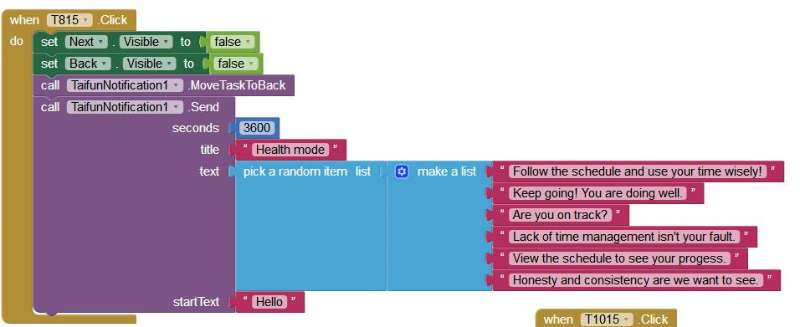 when T815 .Click
do set Next . Visible to false
set Back . Visible to false
call TaifunNotification1 .MoveTaskToBack
call TaifunNotification1 .Send
seconds 3600
title " Health mode "
text pick a random item list make a list " Follow the schedule and use your time wisely! "
" Keep going! You are doing well. "
" Are you on track? "
" Lack of time management isn't your fault. "
" View the schedule to see your progess. "
" Honesty and consistency are we want to see. "
startText " Hello "
when T1015 .Click